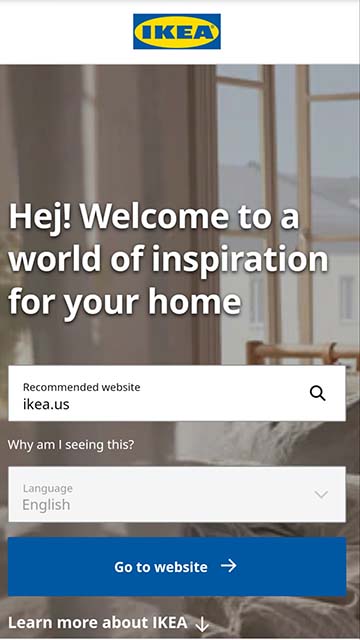 IKEA
Hej! Welcome to a
world of inspiration
for your home
Recommended website
ikea.us
Why am I seeing this?
Language
English
Go to website
Learn more about IKEA